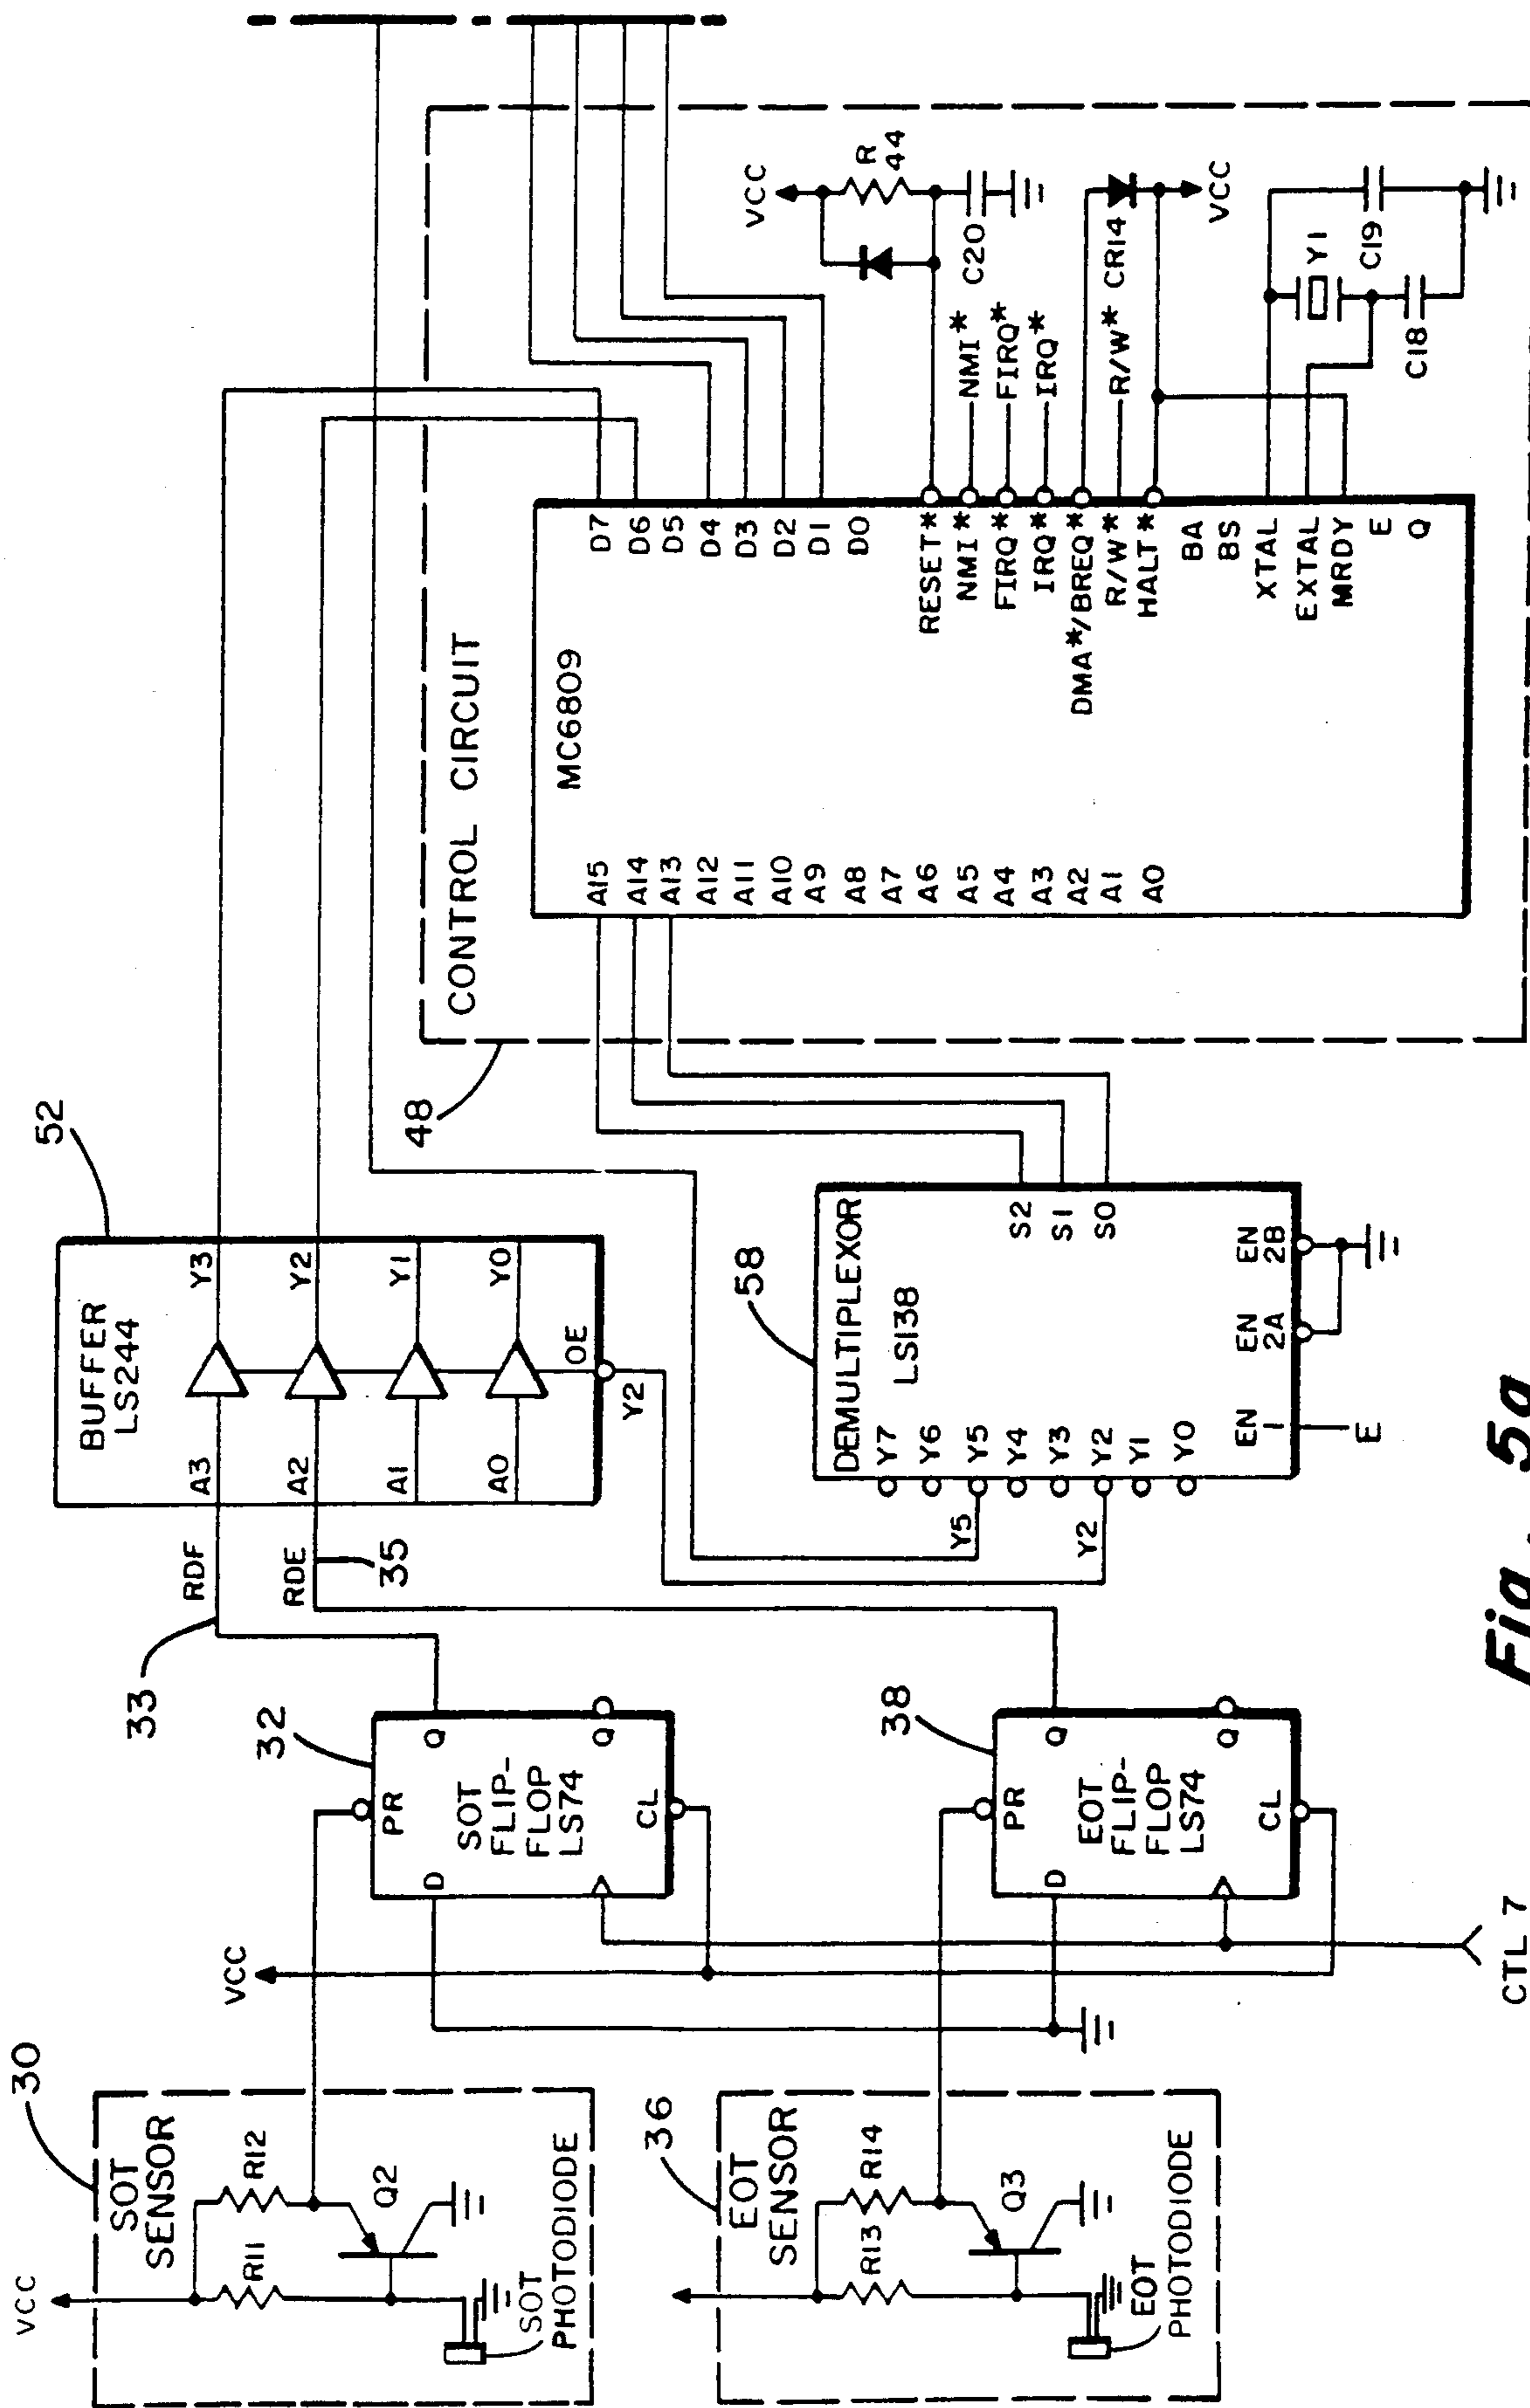 VCC
30
SOT
SENSOR
R11
R12
Q2
SOT
PHOTODIODE
36
EOT
SENSOR
R13
R14
Q3
EOT
PHOTODIODE
VCC
CTL 7
32
PR
D
Q
SOT
FLIP-
FLOP
LS74
Q
CL
38
PR
D
Q
EOT
FLIP-
FLOP
LS74
Q
CL
33
RDF
RDE
35
52
BUFFER
LS244
A3
Y3
A2
Y2
A1
Y1
A0
Y0
OE
Y2
58
DEMULTIPLEXOR
LS138
Y7
Y6
Y5
Y4
Y3
Y2
Y1
Y0
Y5
Y2
S2
S1
S0
EN
1
EN
2A
EN
2B
E
48
CONTROL CIRCUIT
MC6809
A15
A14
A13
A12
A11
A10
A9
A8
A7
A6
A5
A4
A3
A2
A1
A0
D7
D6
D5
D4
D3
D2
D1
D0
RESET*
NMI*
FIRQ*
IRQ*
DMA*/BREQ*
R/W*
HALT*
BA
BS
XTAL
EXTAL
MRDY
E
Q
NMI*
FIRQ*
IRQ*
R/W*
VCC
R
44
C20
CR14
VCC
Y1
C19
C18
Fig. 5a